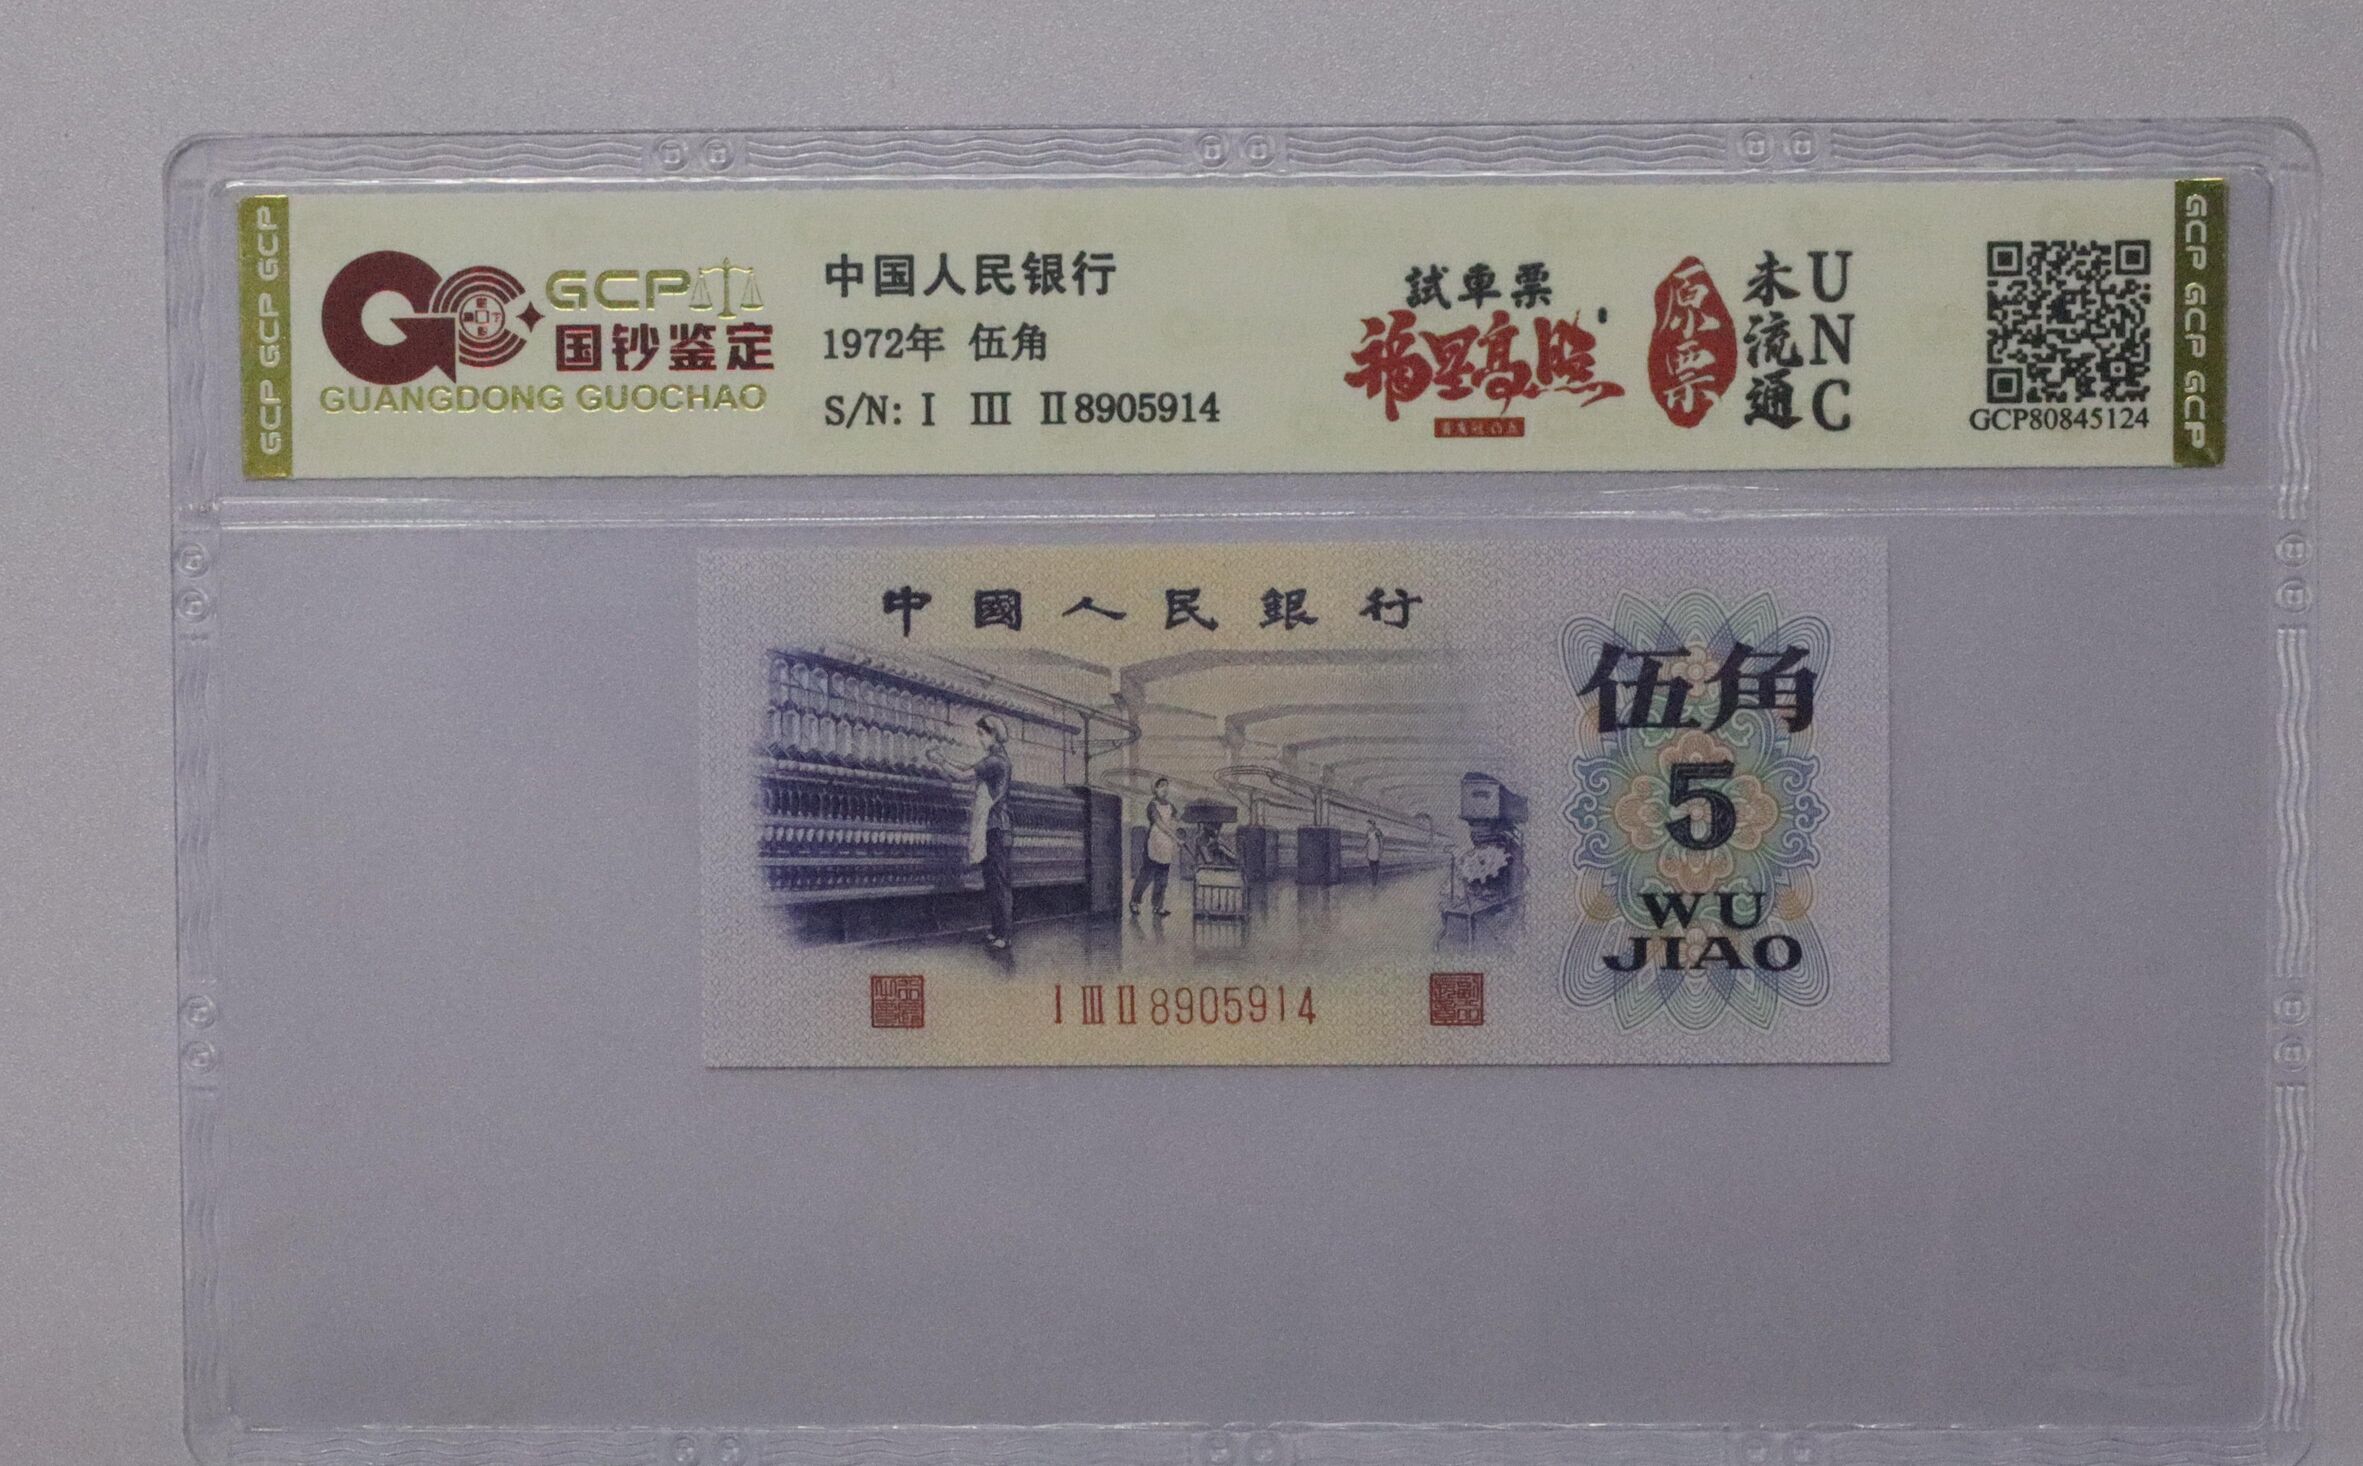 GCP GCP GCP
GCP
国钞鉴定
GUANGDONG GUOCHAO
中国人民银行
1972年 伍角
S/N: I III II8905914
試車票
福星高照
原票
未流通
UNC
GCP80845124
GCP GCP GCP
中國人民銀行
伍角
5
WU
JIAO
I III II 8905914